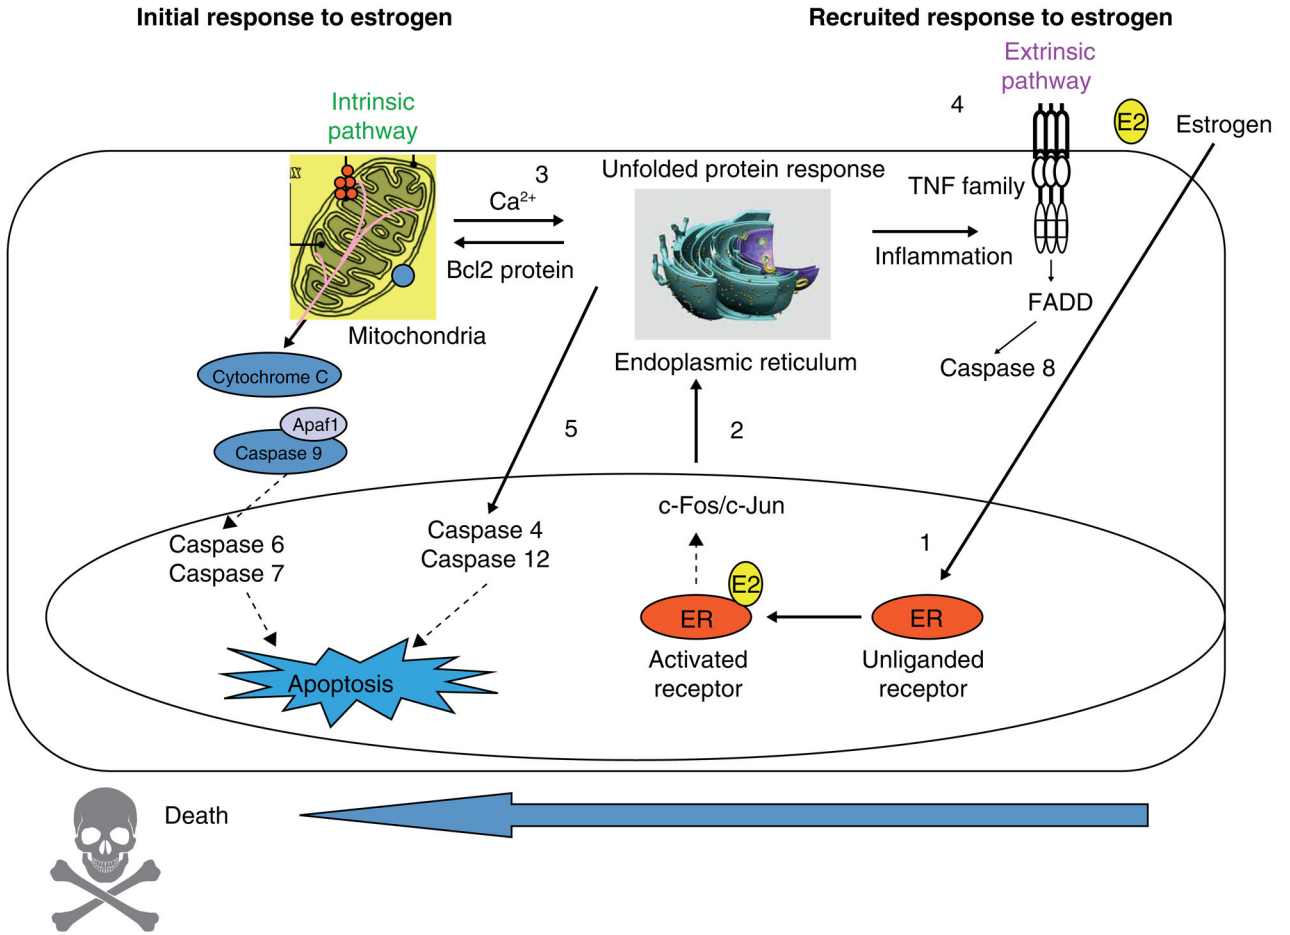 Initial response to estrogen
Recruited response to estrogen
Extrinsic
pathway
4
E2
Estrogen
Intrinsic
pathway
x
3
Ca²⁺
Bcl2 protein
Unfolded protein response
TNF family
Inflammation
FADD
Caspase 8
Mitochondria
Endoplasmic reticulum
Cytochrome C
Apaf1
Caspase 9
5
2
c-Fos/c-Jun
Caspase 6
Caspase 7
Caspase 4
Caspase 12
1
E2
ER
ER
Activated
receptor
Unliganded
receptor
Apoptosis
Death